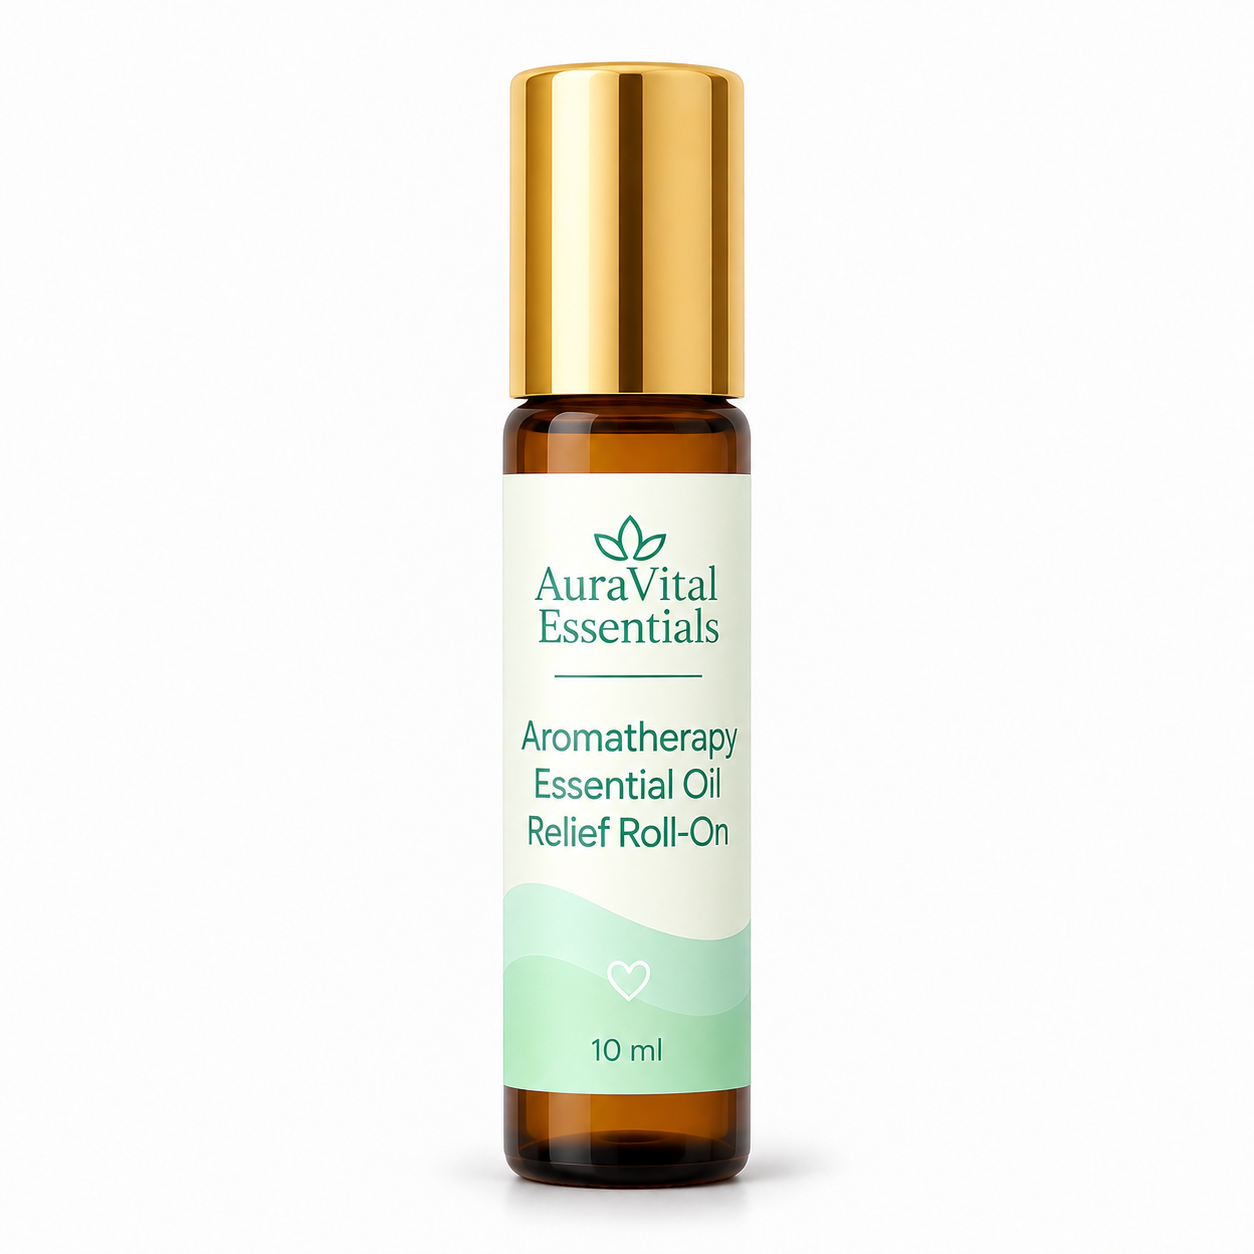 AuraVital
Essentials
Aromatherapy
Essential Oil
Relief Roll-On
10 ml